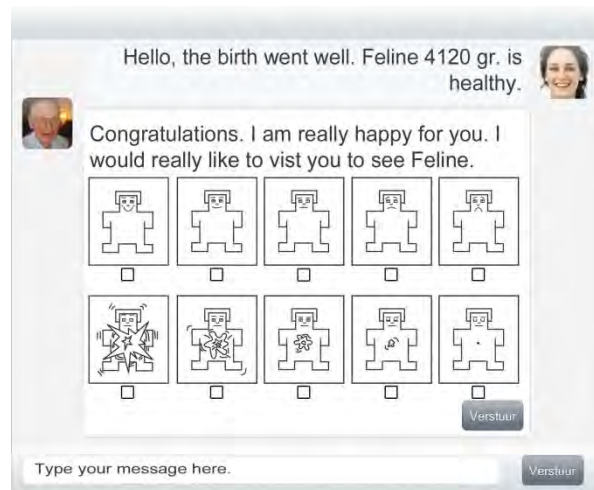 Hello, the birth went well. Feline 4120 gr. is
healthy.
Congratulations. I am really happy for you. I
would really like to vist you to see Feline.
Verstuur
Type your message here.
Verstuur